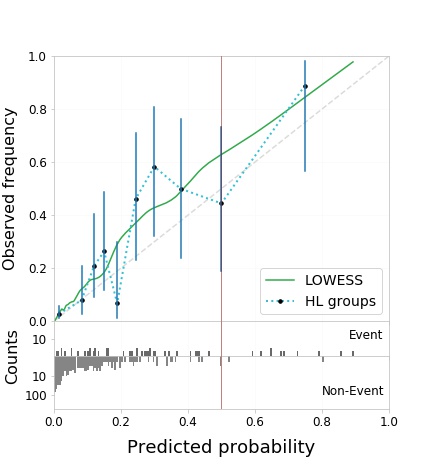 1.0
0.8
0.6
0.4
0.2
0.0
Observed frequency
LOWESS
HL groups
Event
Non-Event
10
10
100
Counts
0.0 0.2 0.4 0.6 0.8 1.0
Predicted probability